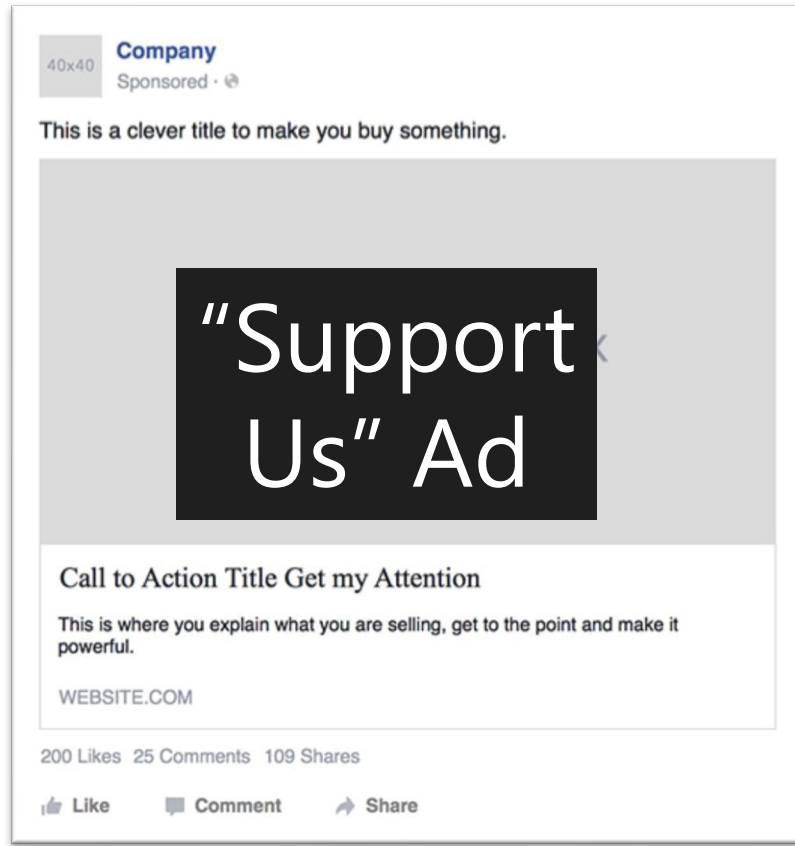 40x40
Company
Sponsored ·
This is a clever title to make you buy something.
“Support
Us” Ad
Call to Action Title Get my Attention
This is where you explain what you are selling, get to the point and make it
powerful.
WEBSITE.COM
200 Likes 25 Comments 109 Shares
Like Comment Share